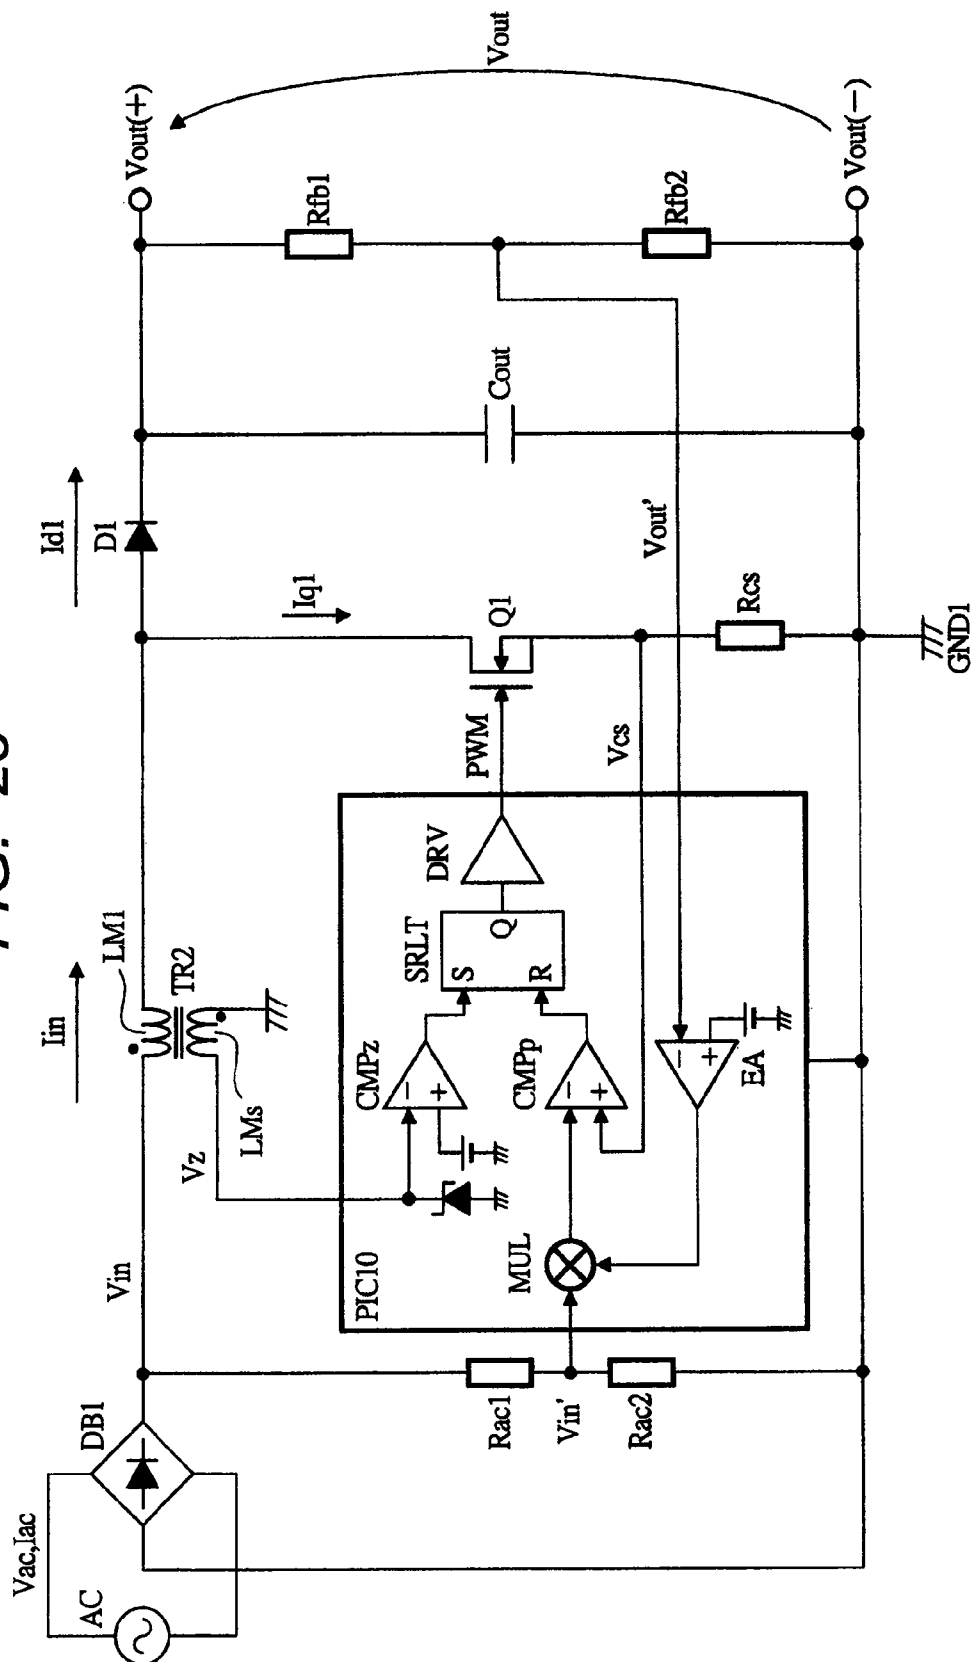 FIG.
Vac,Iac
AC
DB1
Vin
Iin
LM1
TR2
LMs
Vz
Id1
D1
Iq1
Q1
Vout(+)
Vout
Vout(−)
Rfb1
Rfb2
Cout
Vout'
Rcs
GND1
Vcs
PWM
DRV
SRLT
S
Q
R
CMPz
−
+
CMPp
−
+
EA
−
+
MUL
PIC10
Rac1
Vin'
Rac2